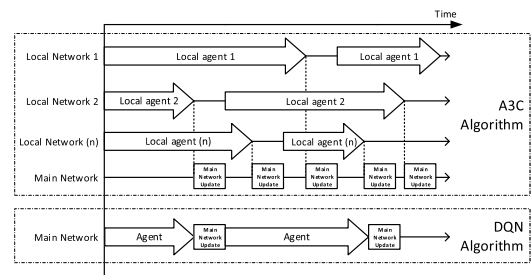 Time
Local Network 1
Local agent 1
Local agent 1
Local Network 2
Local agent 2
Local agent 2
A3C
Algorithm
Local Network (n)
Local agent (n)
Local agent (n)
Main Network
Main
Network
Update
Main
Network
Update
Main
Network
Update
Main
Network
Update
Main
Network
Update
Main Network
Agent
Main
Network
Update
Agent
Main
Network
Update
DQN
Algorithm